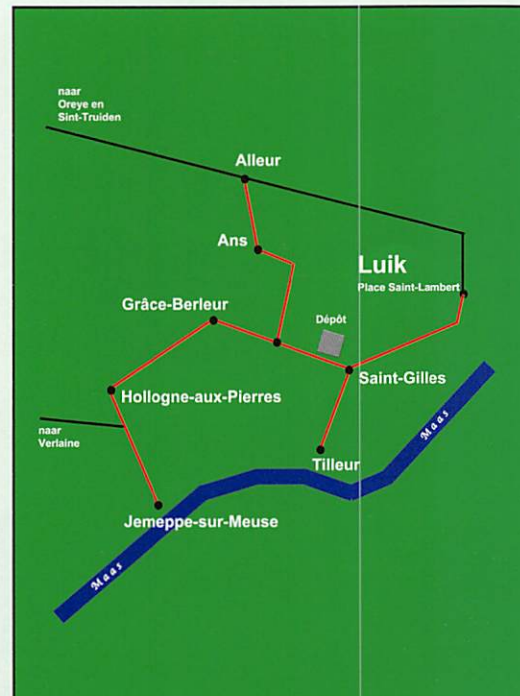 naar
Oreye en
Sint-Truiden
Alleur
Ans
Luik
Place Saint-Lambert
Grâce-Berleur
Dépôt
Saint-Gilles
Hollogne-aux-Pierres
naar
Verlaine
Tilleur
Maas
Jemeppe-sur-Meuse
Maas